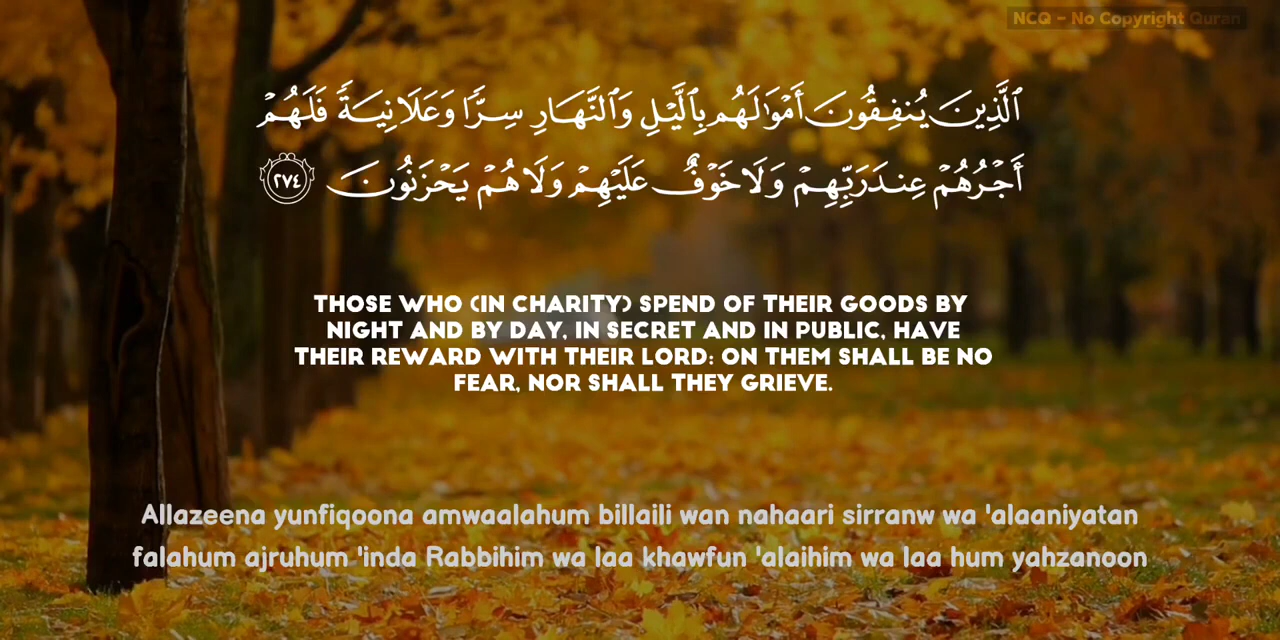 NCQ - No Copyright Quran
ٱلَّذِينَ يُنفِقُونَ أَمْوَٰلَهُم بِٱلَّيْلِ وَٱلنَّهَارِ سِرًّا وَعَلَانِيَةً فَلَهُمْ
أَجْرُهُمْ عِندَ رَبِّهِمْ وَلَا خَوْفٌ عَلَيْهِمْ وَلَا هُمْ يَحْزَنُونَ ٢٧٤
THOSE WHO (IN CHARITY) SPEND OF THEIR GOODS BY
NIGHT AND BY DAY, IN SECRET AND IN PUBLIC, HAVE
THEIR REWARD WITH THEIR LORD: ON THEM SHALL BE NO
FEAR, NOR SHALL THEY GRIEVE.
Allazeena yunfiqoona amwaalahum billaili wan nahaari sirranw wa 'alaaniyatan
falahum ajruhum 'inda Rabbihim wa laa khawfun 'alaihim wa laa hum yahzanoon